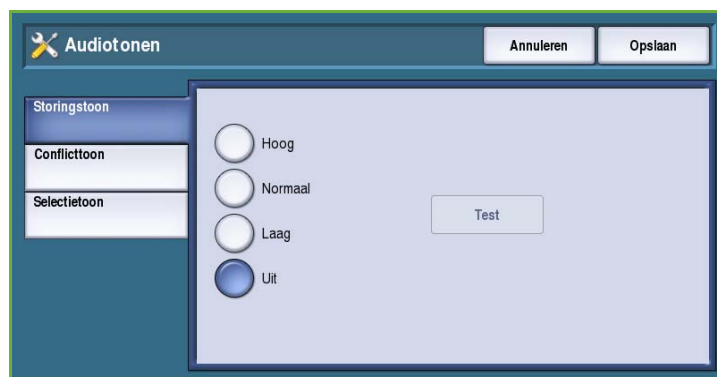 Audiotonen
Annuleren
Opslaan
Storingstoon
Conflicttoon
Selectietoon
Hoog
Normaal
Laag
Uit
Test